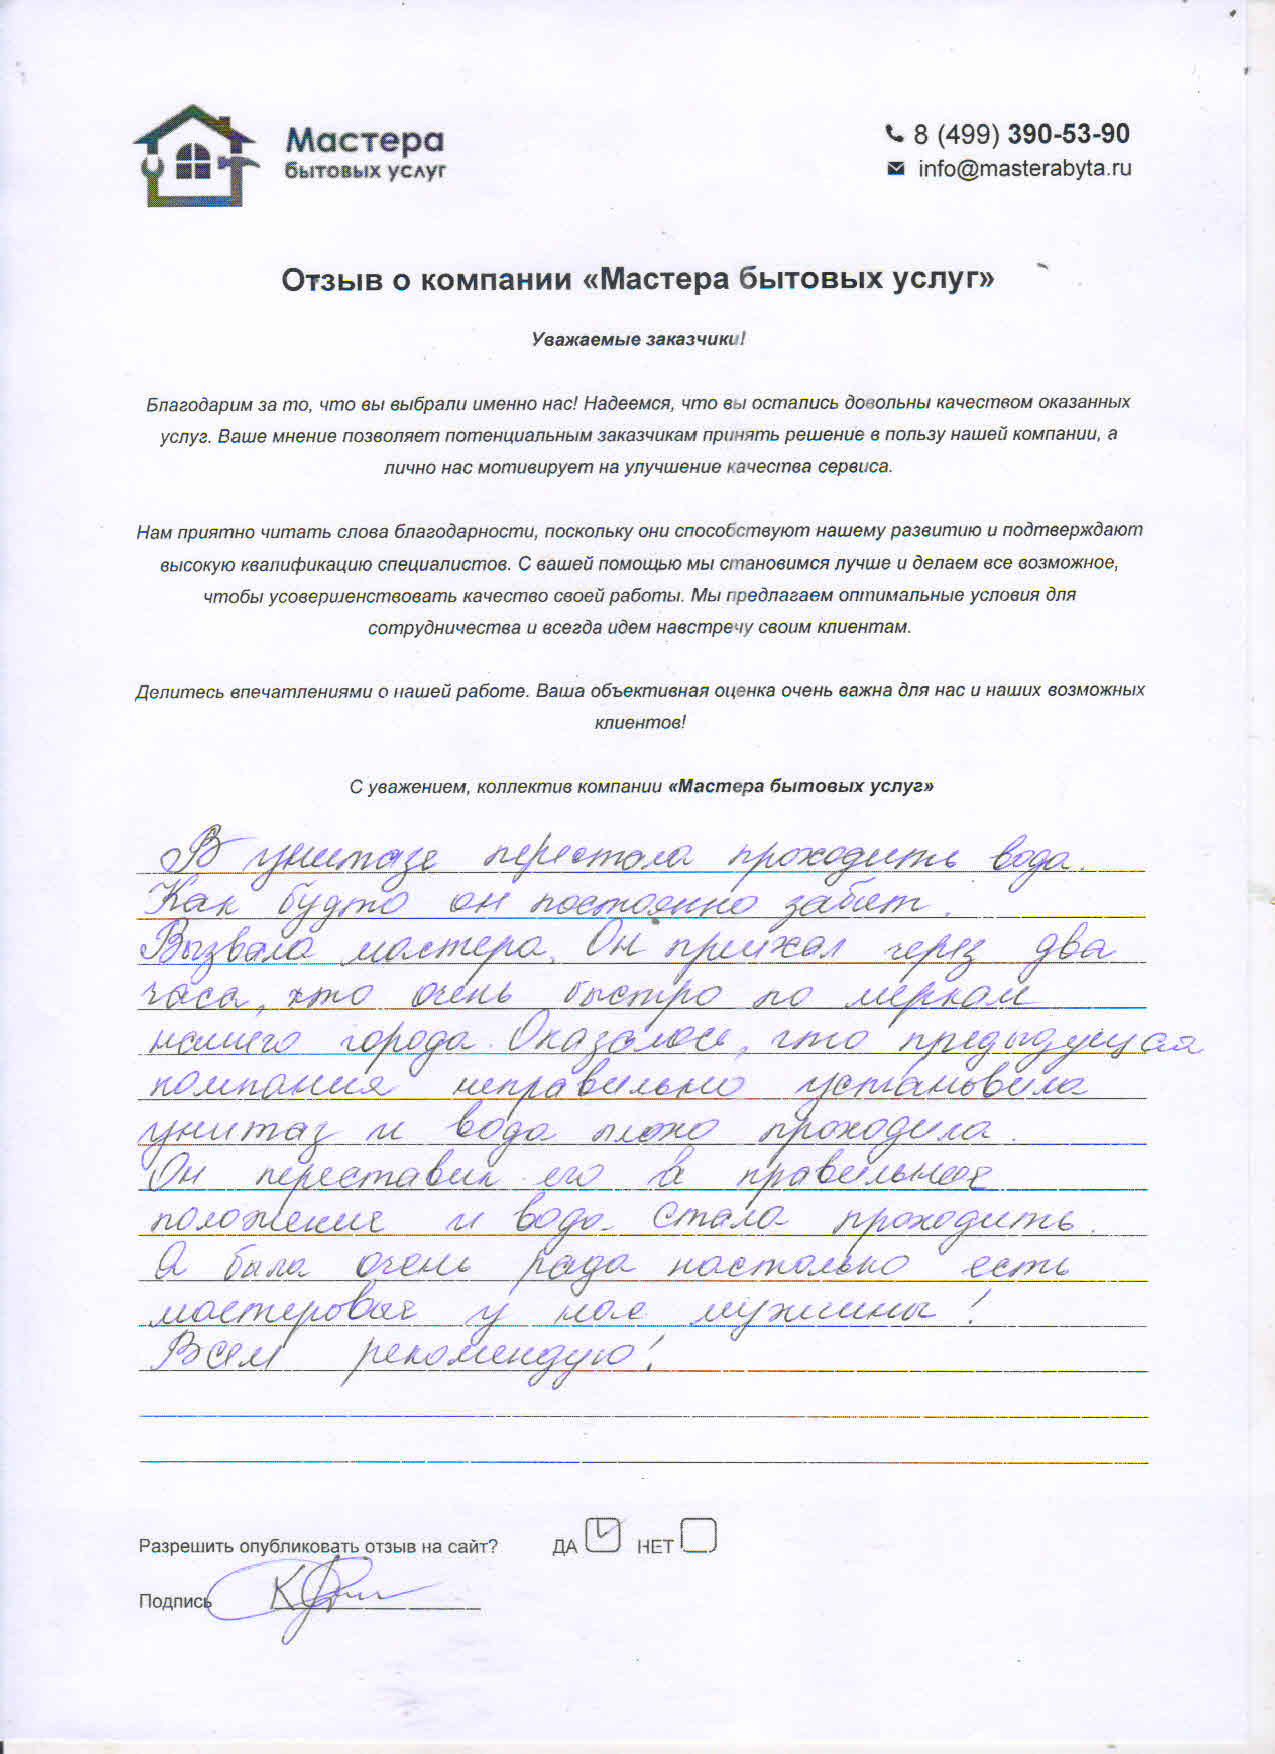 Мастера
бытовых услуг
8 (499) 390-53-90
info@masterabyta.ru
Отзыв о компании «Мастера бытовых услуг»
Уважаемые заказчики!
Благодарим за то, что вы выбрали именно нас! Надеемся, что вы остались довольны качеством оказанных
услуг. Ваше мнение позволяет потенциальным заказчикам принять решение в пользу нашей компании, а
лично нас мотивирует на улучшение качества сервиса.
Нам приятно читать слова благодарности, поскольку они способствуют нашему развитию и подтверждают
высокую квалификацию специалистов. С вашей помощью мы становимся лучше и делаем все возможное,
чтобы усовершенствовать качество своей работы. Мы предлагаем оптимальные условия для
сотрудничества и всегда идем навстречу своим клиентам.
Делитесь впечатлениями о нашей работе. Ваша объективная оценка очень важна для нас и наших возможных
клиентов!
С уважением, коллектив компании «Мастера бытовых услуг»
В унитазе перестала проходить вода.
Как будто он постоянно забит.
Вызвала мастера. Он приехал через два
часа, это очень быстро по меркам
нашего города. Оказалось, что предыдущая
компания неправильно установила
унитаз и вода плохо проходила.
Он переставил его в правильное
положение и вода стала проходить.
Я была очень рада настолько есть
мастеровые у нас мужчины!
Всем рекомендую!
Разрешить опубликовать отзыв на сайт? ДА НЕТ
Подпись